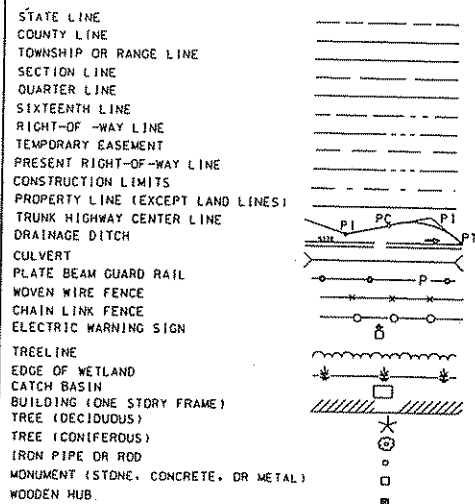 STATE LINE
COUNTY LINE
TOWNSHIP OR RANGE LINE
SECTION LINE
QUARTER LINE
SIXTEENTH LINE
RIGHT-OF -WAY LINE
TEMPORARY EASEMENT
PRESENT RIGHT-OF-WAY LINE
CONSTRUCTION LIMITS
PROPERTY LINE (EXCEPT LAND LINES)
TRUNK HIGHWAY CENTER LINE PI PC PI PT
DRAINAGE DITCH
CULVERT
PLATE BEAM GUARD RAIL P
WOVEN WIRE FENCE
CHAIN LINK FENCE
ELECTRIC WARNING SIGN
TREELINE
EDGE OF WETLAND
CATCH BASIN
BUILDING (ONE STORY FRAME)
TREE (DECIDUOUS)
TREE (CONIFEROUS)
IRON PIPE OR ROD
MONUMENT (STONE, CONCRETE, OR METAL)
WOODEN HUB